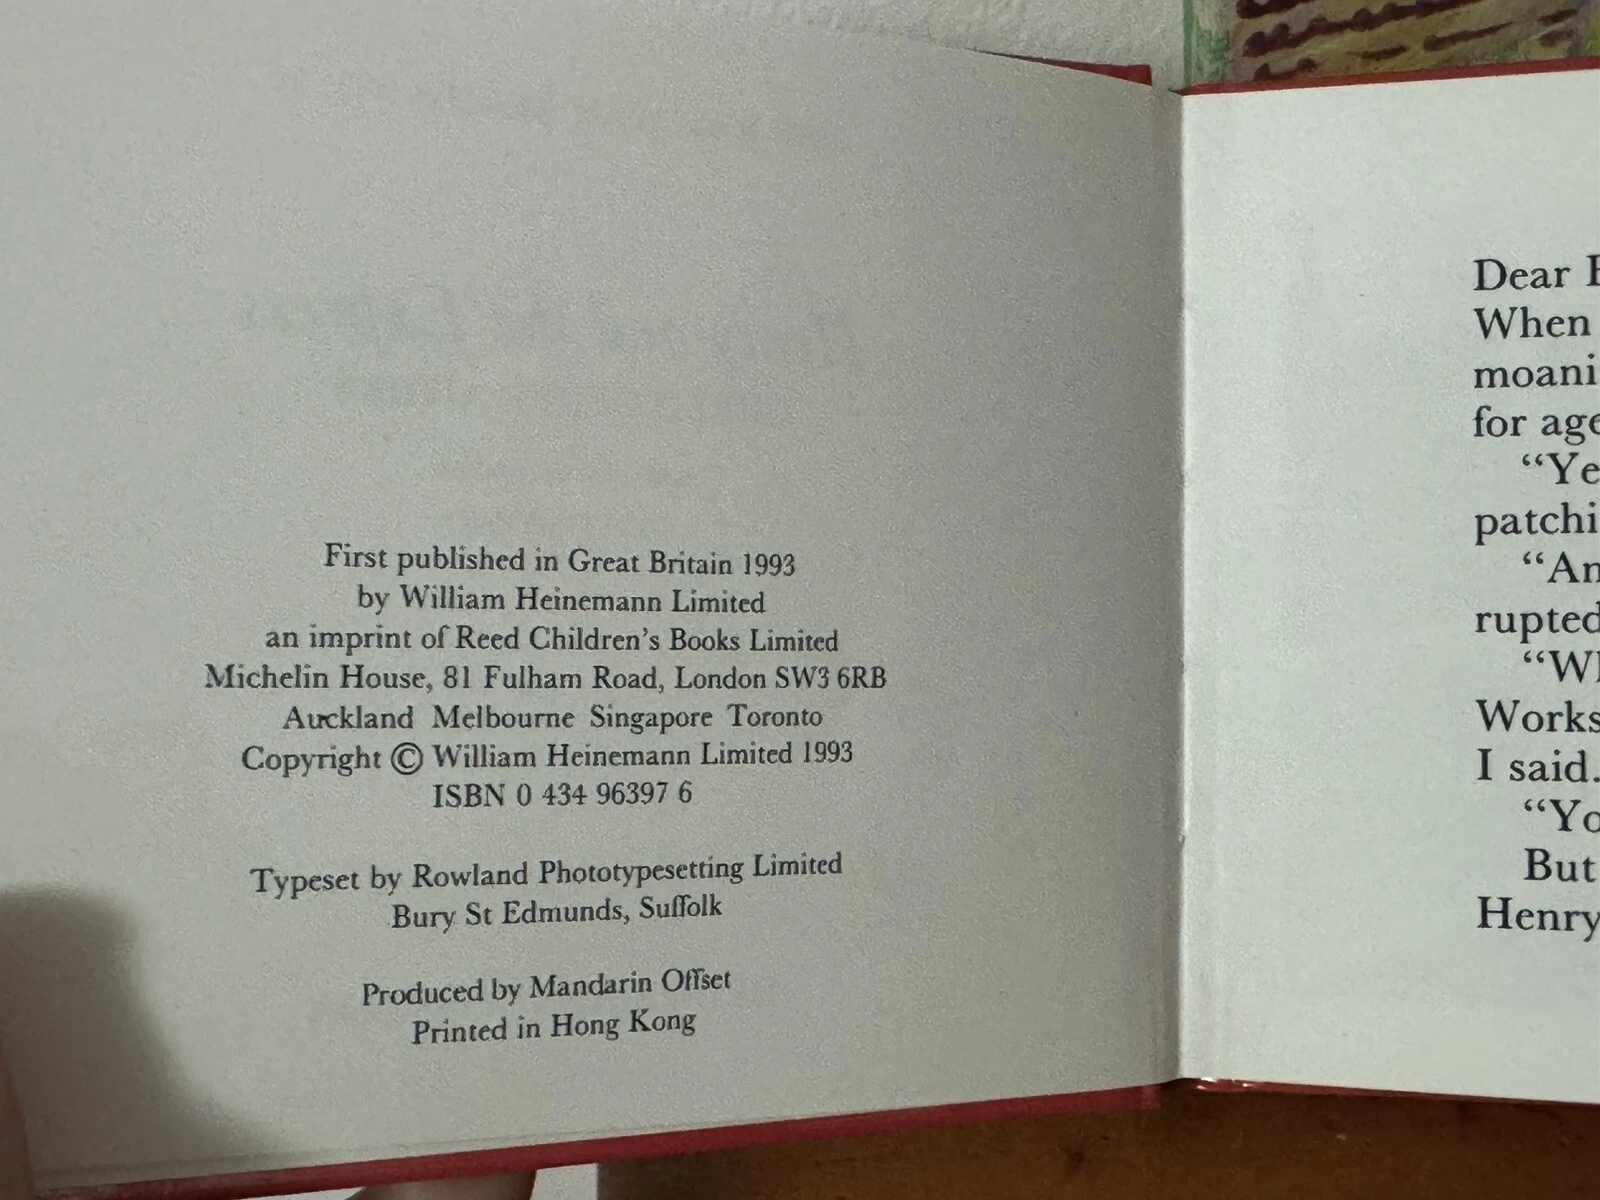 First published in Great Britain 1993
by William Heinemann Limited
an imprint of Reed Children's Books Limited
Michelin House, 81 Fulham Road, London SW3 6RB
Auckland Melbourne Singapore Toronto
Copyright © William Heinemann Limited 1993
ISBN 0 434 96397 6
Typeset by Rowland Phototypesetting Limited
Bury St Edmunds, Suffolk
Produced by Mandarin Offset
Printed in Hong Kong
Dear
When
moani
for age
“Ye
patchi
“An
rupted
“Wh
Works
I said.
“Yo
But
Henry